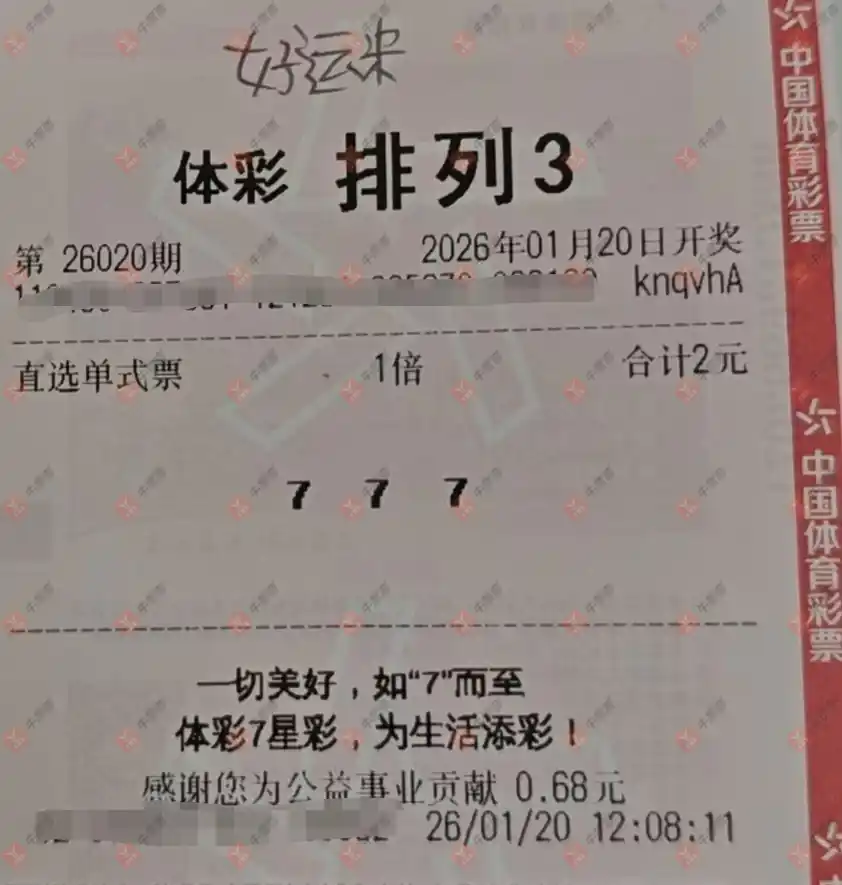 好运来
体彩 排列3
第 26020期 2026年01月20日开奖
knqvhA
直选单式票 1倍 合计2元
7 7 7
一切美好，如“7”而至
体彩7星彩，为生活添彩！
感谢您为公益事业贡献 0.68元
26/01/20 12:08:11
中国体育彩票
中国体育彩票